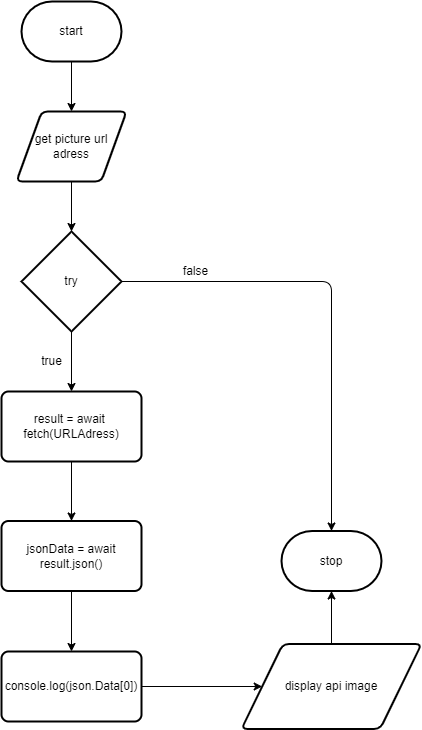 start
get picture url
adress
try
false
true
result = await
fetch(URLAdress)
jsonData = await
result.json()
stop
console.log(json.Data[0])
display api image